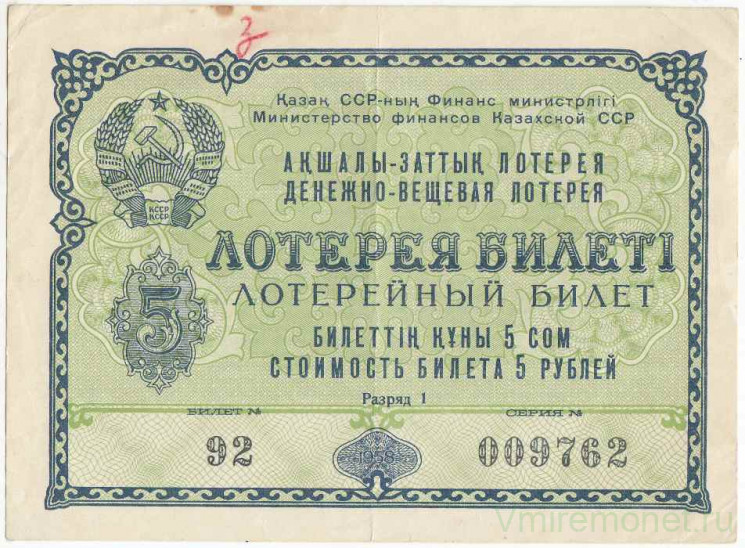 з
Қазақ ССР-ның Финанс министрлігі
Министерство финансов Казахской ССР
АҚШАЛЫ-ЗАТТЫҚ ЛОТЕРЕЯ
ДЕНЕЖНО-ВЕЩЕВАЯ ЛОТЕРЕЯ
КССР
КССР
ЛОТЕРЕЯ БИЛЕТІ
ЛОТЕРЕЙНЫЙ БИЛЕТ
5
БИЛЕТТІҢ ҚҰНЫ 5 СОМ
СТОИМОСТЬ БИЛЕТА 5 РУБЛЕЙ
Разряд 1
БИЛЕТ № СЕРИЯ №
92 1958 009762
Vmiremonet.ru